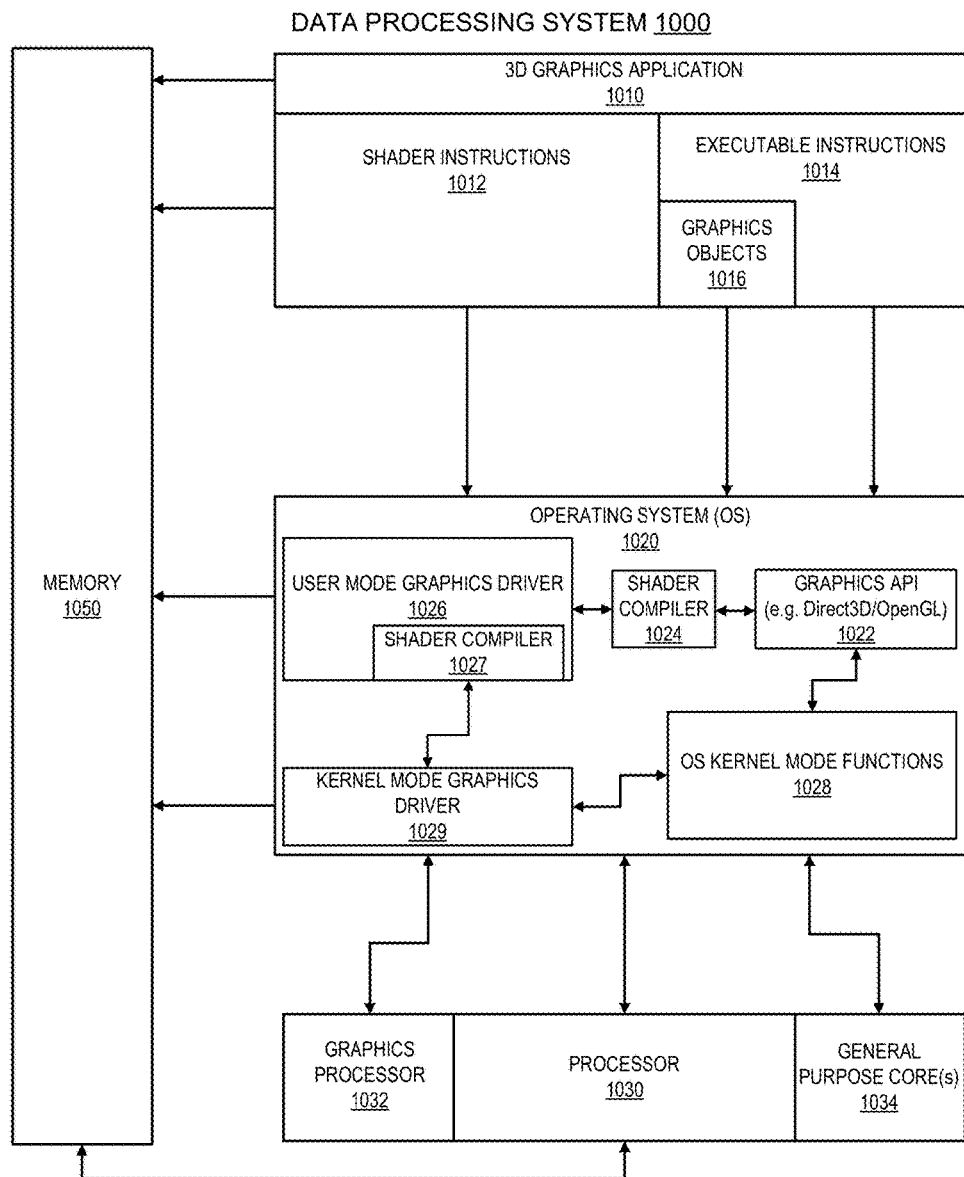 DATA PROCESSING SYSTEM 1000
3D GRAPHICS APPLICATION
1010
SHADER INSTRUCTIONS
1012
EXECUTABLE INSTRUCTIONS
1014
GRAPHICS
OBJECTS
1016
OPERATING SYSTEM (OS)
1020
USER MODE GRAPHICS DRIVER
1026
SHADER COMPILER
1027
SHADER
COMPILER
1024
GRAPHICS API
(e.g. Direct3D/OpenGL)
1022
MEMORY
1050
KERNEL MODE GRAPHICS
DRIVER
1029
OS KERNEL MODE FUNCTIONS
1028
GRAPHICS
PROCESSOR
1032
PROCESSOR
1030
GENERAL
PURPOSE CORE(s)
1034